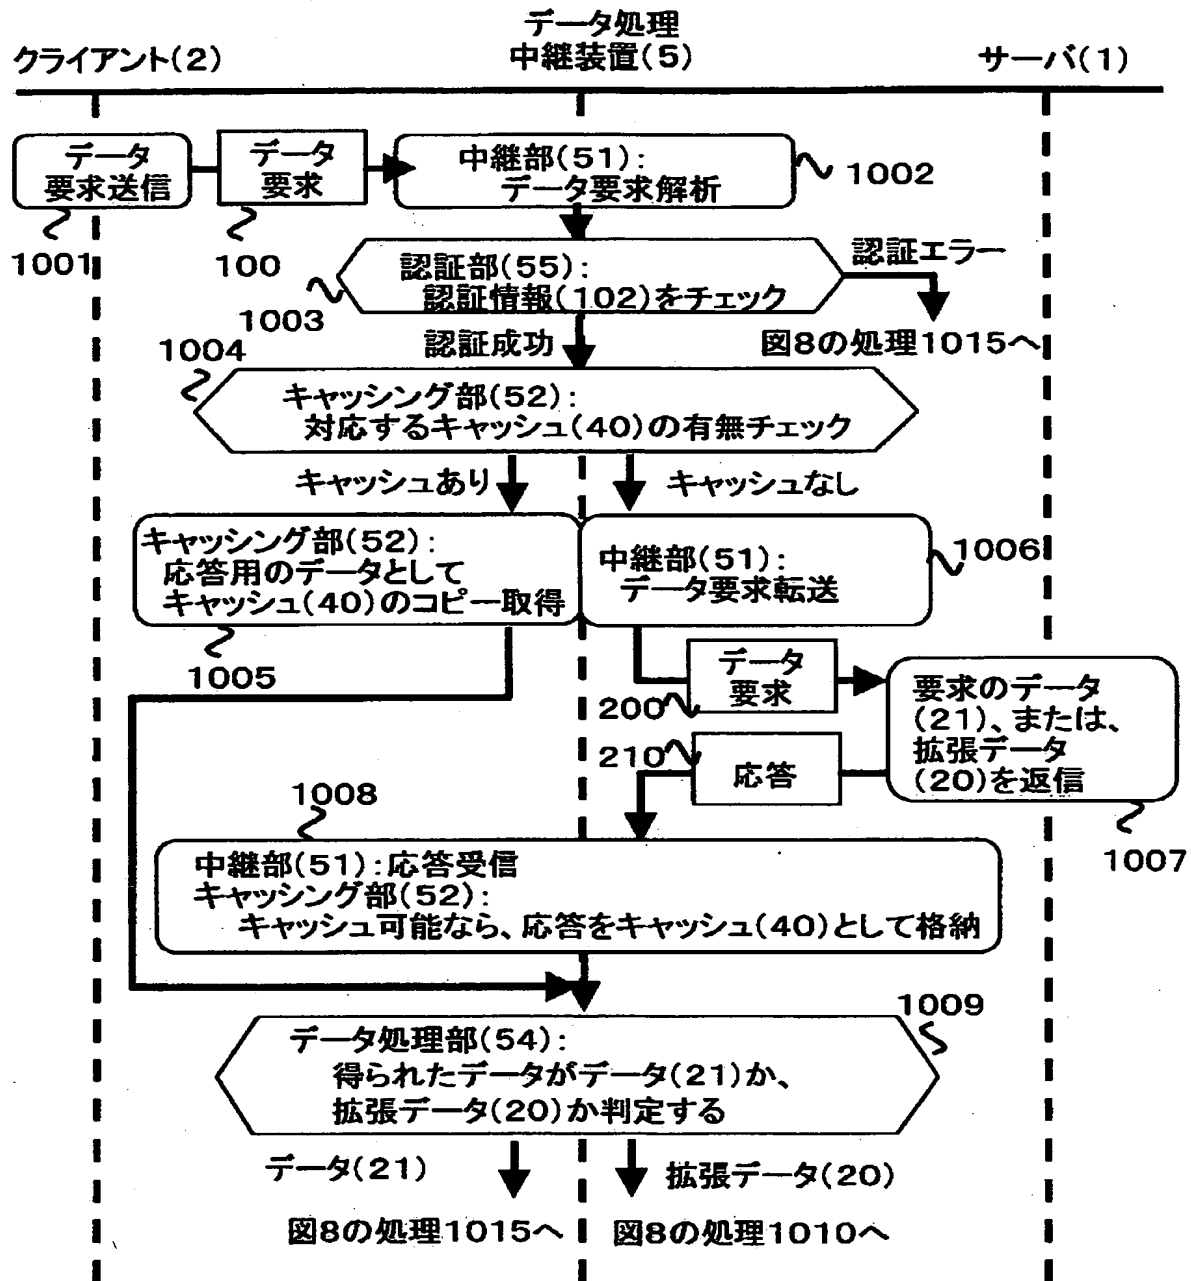 データ処理
クライアント(2)
中継装置(5)
サーバ(1)
データ
要求送信
データ
要求
中継部(51):
データ要求解析
1002
1001
100
認証部(55):
認証情報(102)をチェック
認証エラー
1003
認証成功
図8の処理1015へ
1004
キャッシング部(52):
対応するキャッシュ(40)の有無チェック
キャッシュあり
キャッシュなし
キャッシング部(52):
応答用のデータとして
キャッシュ(40)のコピー取得
中継部(51):
データ要求転送
1006
1005
データ
要求
200
要求のデータ
(21)、または、
拡張データ
(20)を返信
210
応答
1007
1008
中継部(51):応答受信
キャッシング部(52):
キャッシュ可能なら、応答をキャッシュ(40)として格納
1009
データ処理部(54):
得られたデータがデータ(21)か、
拡張データ(20)か判定する
データ(21)
拡張データ(20)
図8の処理1015へ
図8の処理1010へ